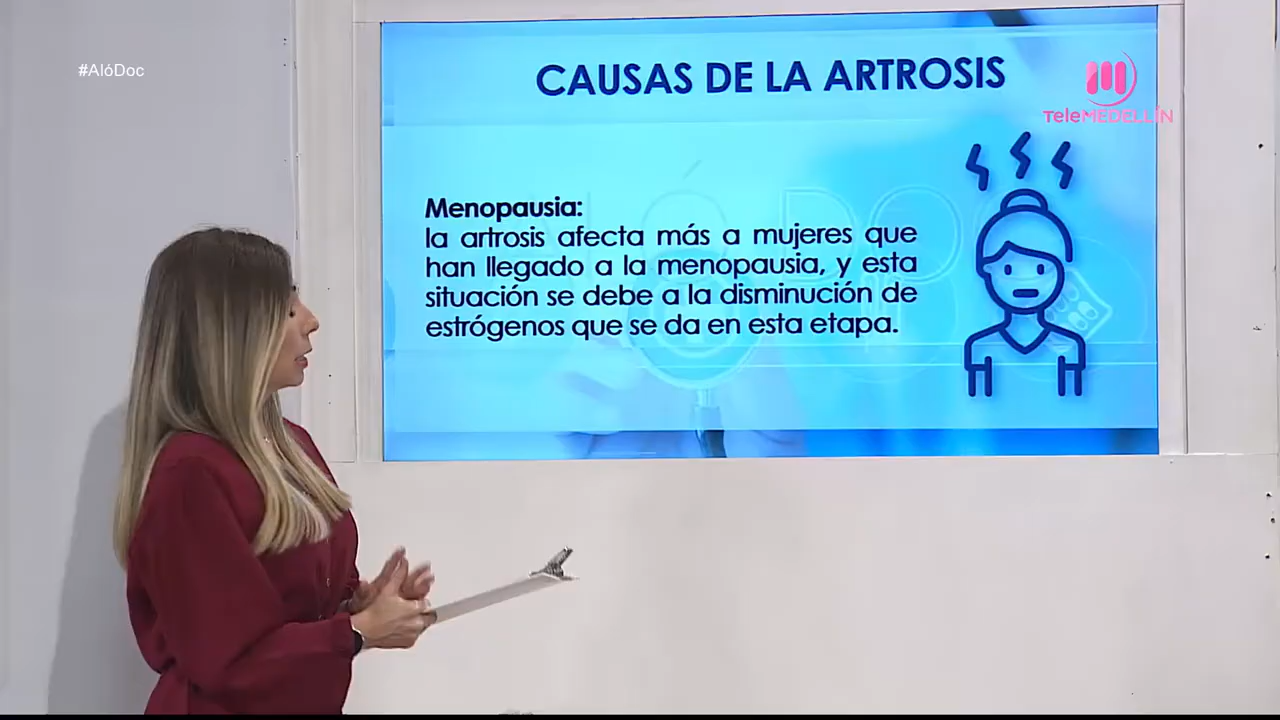 #AlóDoc
CAUSAS DE LA ARTROSIS
TeleMEDELLÍN
Menopausia:
la artrosis afecta más a mujeres que
han llegado a la menopausia, y esta
situación se debe a la disminución de
estrógenos que se da en esta etapa.